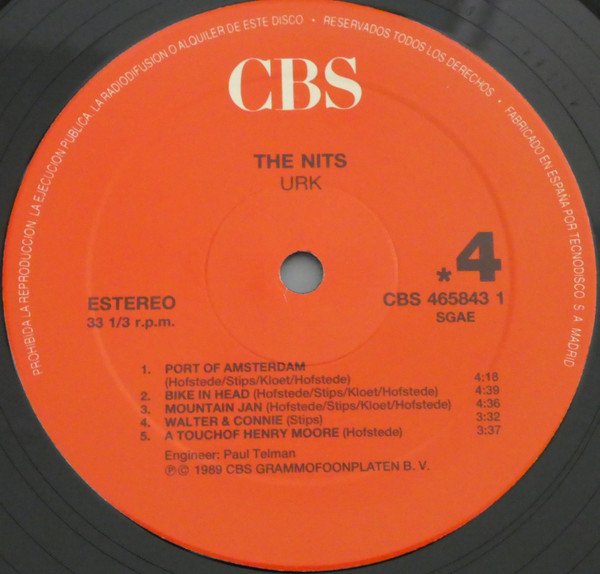 PROHIBIDA LA REPRODUCCION, LA EJECUCION PUBLICA, LA RADIODIFUSION O ALQUILER DE ESTE DISCO • RESERVADOS TODOS LOS DERECHOS • FABRICADO EN ESPAÑA POR TECNODISCO S. A. MADRID
CBS
THE NITS
URK
*4
ESTEREO
CBS 465843 1
33 1/3 r.p.m.
SGAE
1. PORT OF AMSTERDAM
(Hofstede/Stips/Kloet/Hofstede) 4:18
2. BIKE IN HEAD (Hofstede/Stips/Kloet/Hofstede) 4:39
3. MOUNTAIN JAN (Hofstede/Stips/Kloet/Hofstede) 4:36
4. WALTER & CONNIE (Stips) 3:32
5. A TOUCHOF HENRY MOORE (Hofstede) 3:37
Engineer: Paul Telman
℗© 1989 CBS GRAMMOFOONPLATEN B. V.